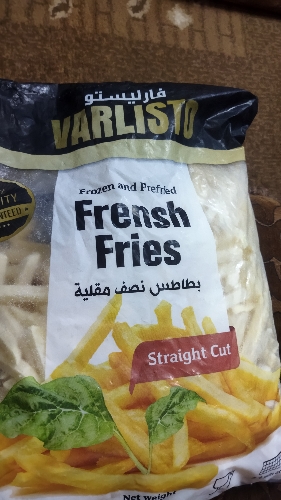 فارليستو
VARLISTO
Frozen and Prefried
Frensh
Fries
بطاطس نصف مقلية
Straight Cut
Net weight